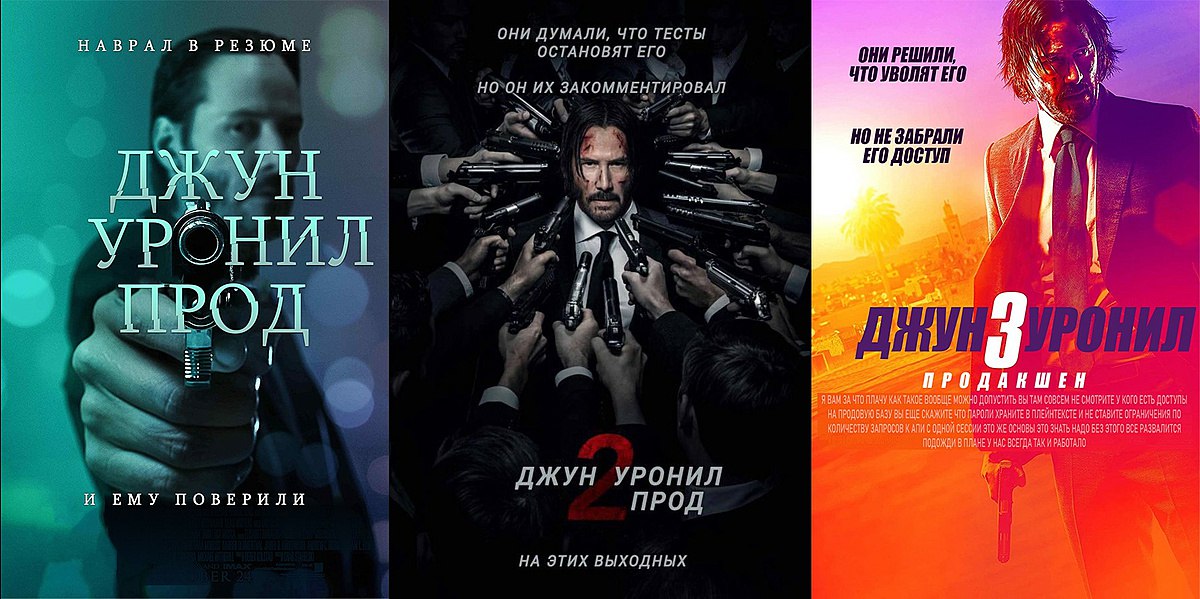 НАВРАЛ В РЕЗЮМЕ
ДЖУН
УРОНИЛ
ПРОД
И ЕМУ ПОВЕРИЛИ
ОНИ ДУМАЛИ, ЧТО ТЕСТЫ
ОСТАНОВЯТ ЕГО
НО ОН ИХ ЗАКОММЕНТИРОВАЛ
ДЖУН 2 УРОНИЛ
ПРОД
НА ЭТИХ ВЫХОДНЫХ
ОНИ РЕШИЛИ,
ЧТО УВОЛЯТ ЕГО
НО НЕ ЗАБРАЛИ
ЕГО ДОСТУП
ДЖУН 3 УРОНИЛ
ПРОДАКШЕН
Я ВАМ ЗА ЧТО ПЛАЧУ КАК ТАКОЕ ВООБЩЕ МОЖНО ДОПУСТИТЬ ВЫ ТАМ СОВСЕМ НЕ СМОТРИТЕ У КОГО ЕСТЬ ДОСТУПЫ
НА ПРОДОВУЮ БАЗУ ВЫ ЕЩЕ СКАЖИТЕ ЧТО ПАРОЛИ ХРАНИТЕ В ПЛЕЙНТЕКСТЕ И НЕ СТАВИТЕ ОГРАНИЧЕНИЯ ПО
КОЛИЧЕСТВУ ЗАПРОСОВ К АПИ С ОДНОЙ СЕССИИ ЭТО ЖЕ ОСНОВЫ ЭТО ЗНАТЬ НАДО БЕЗ ЭТОГО ВСЕ РАЗВАЛИТСЯ
ПОДОЖДИ В ПЛАНЕ У НАС ВСЕГДА ТАК И РАБОТАЛО